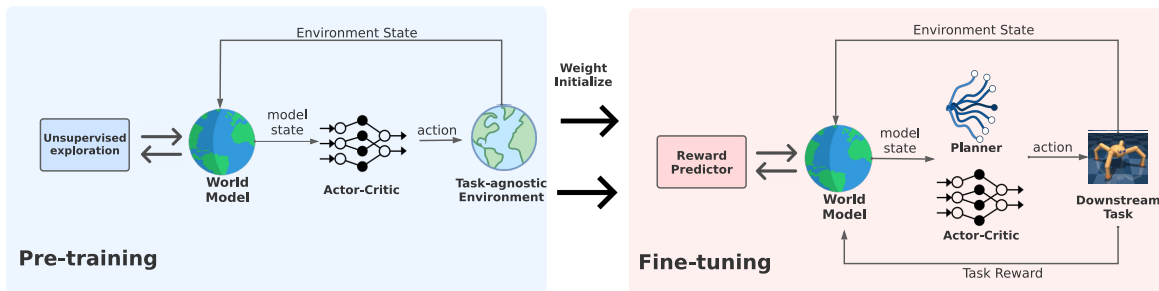 Environment State
Unsupervised
exploration
model
state
action
World
Model
Actor-Critic
Task-agnostic
Environment
Pre-training
Weight
Initialize
Environment State
Reward
Predictor
model
state
Planner
action
World
Model
Actor-Critic
Downstream
Task
Task Reward
Fine-tuning